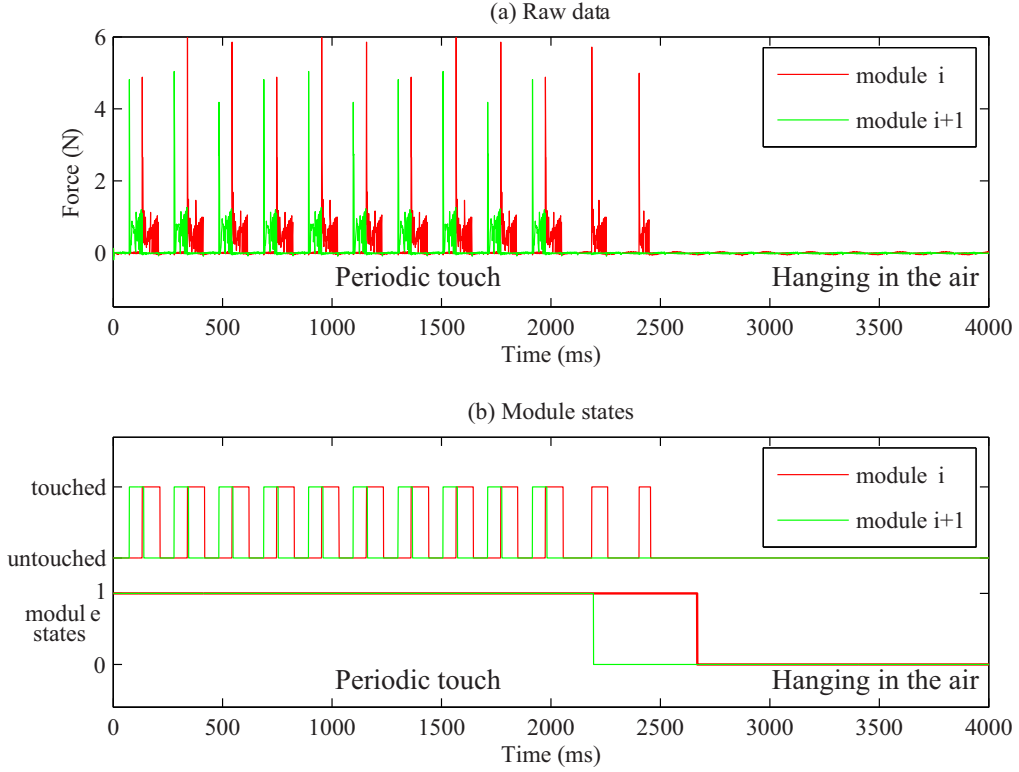 (a) Raw data
6
4
2
0
Force (N)
module i
module i+1
Periodic touch
Hanging in the air
0 500 1000 1500 2000 2500 3000 3500 4000
Time (ms)
(b) Module states
touched
untouched
1
modul e
states
0
module i
module i+1
Periodic touch
Hanging in the air
0 500 1000 1500 2000 2500 3000 3500 4000
Time (ms)